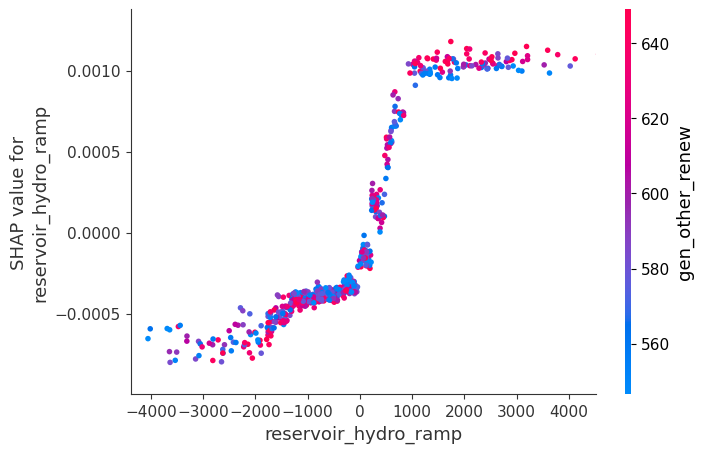 0.0010
0.0005
0.0000
−0.0005
SHAP value for
reservoir_hydro_ramp
−4000 −3000 −2000 −1000 0 1000 2000 3000 4000
reservoir_hydro_ramp
640
620
600
580
560
gen_other_renew